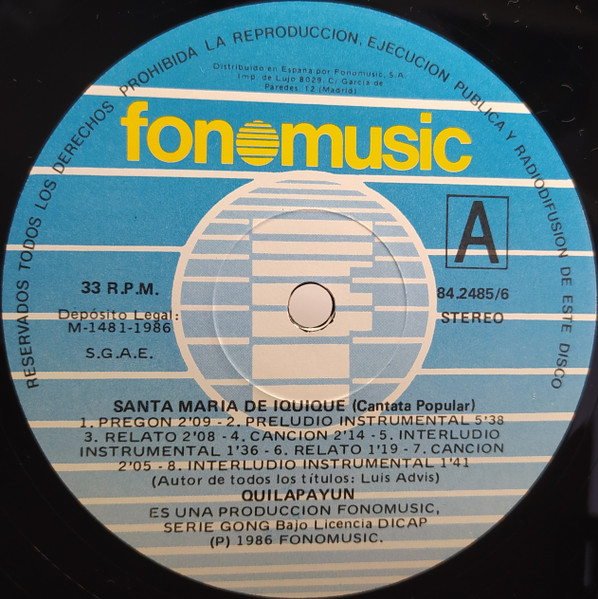 RESERVADOS TODOS LOS DERECHOS PROHIBIDA LA REPRODUCCION, EJECUCION PUBLICA Y RADIODIFUSION DE ESTE DISCO
Distribuido en España por Fonomusic, S.A.
Imp. de Lujo 8029. C/ García de
Paredes, 12 (Madrid)
fonomusic
A
33 R.P.M.
84.2485/6
Depósito Legal:
STEREO
M-1481-1986
S.G.A.E.
SANTA MARIA DE IQUIQUE (Cantata Popular)
1. PREGON 2'09 - 2. PRELUDIO INSTRUMENTAL 5'38
3. RELATO 2'08 - 4. CANCION 2'14 - 5. INTERLUDIO
INSTRUMENTAL 1'36 - 6. RELATO 1'19 - 7. CANCION
2'05 - 8. INTERLUDIO INSTRUMENTAL 1'41
(Autor de todos los títulos: Luis Advis)
QUILAPAYUN
ES UNA PRODUCCION FONOMUSIC,
SERIE GONG Bajo Licencia DICAP
(P) 1986 FONOMUSIC.